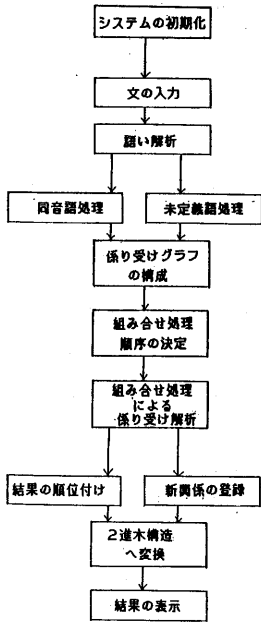 システムの初期化
文の入力
語い解析
同音語処理
未定義語処理
係り受けグラフ
の構成
組み合せ処理
順序の決定
組み合せ処理
による
係り受け解析
結果の順位付け
新関係の登録
2進木構造
へ変換
結果の表示